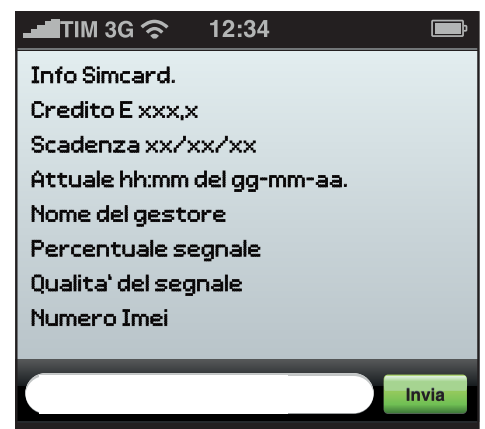 TIM 3G 12:34
Info Simcard.
Credito E xxx,x
Scadenza xx/xx/xx
Attuale hh:mm del gg-mm-aa.
Nome del gestore
Percentuale segnale
Qualita' del segnale
Numero Imei
Invia